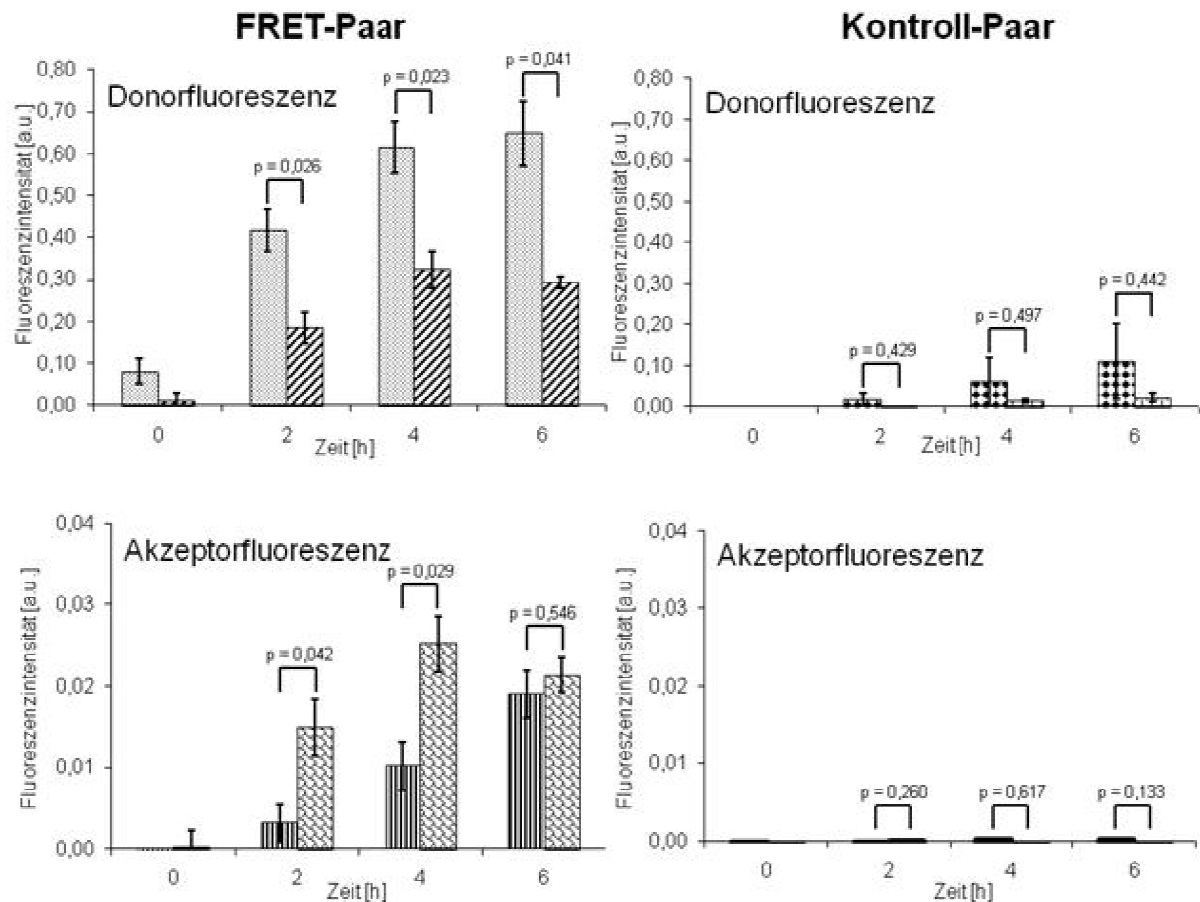 FRET-Paar
Kontroll-Paar
Donorfluoreszenz
Fluoreszenzintensität [a.u.]
0,80
0,70
0,60
0,50
0,40
0,30
0,20
0,10
0,00
p = 0,026
p = 0,023
p = 0,041
0
2
4
6
Zeit [h]
Donorfluoreszenz
Fluoreszenzintensität [a.u.]
0,80
0,70
0,60
0,50
0,40
0,30
0,20
0,10
0,00
p = 0,429
p = 0,497
p = 0,442
0
2
4
6
Zeit [h]
Akzeptorfluoreszenz
Fluoreszenzintensität [a.u.]
0,04
0,03
0,02
0,01
0,00
p = 0,042
p = 0,029
p = 0,546
0
2
4
6
Zeit [h]
Akzeptorfluoreszenz
Fluoreszenzintensität [a.u.]
0,04
0,03
0,02
0,01
0,00
p = 0,260
p = 0,617
p = 0,133
0
2
4
6
Zeit [h]